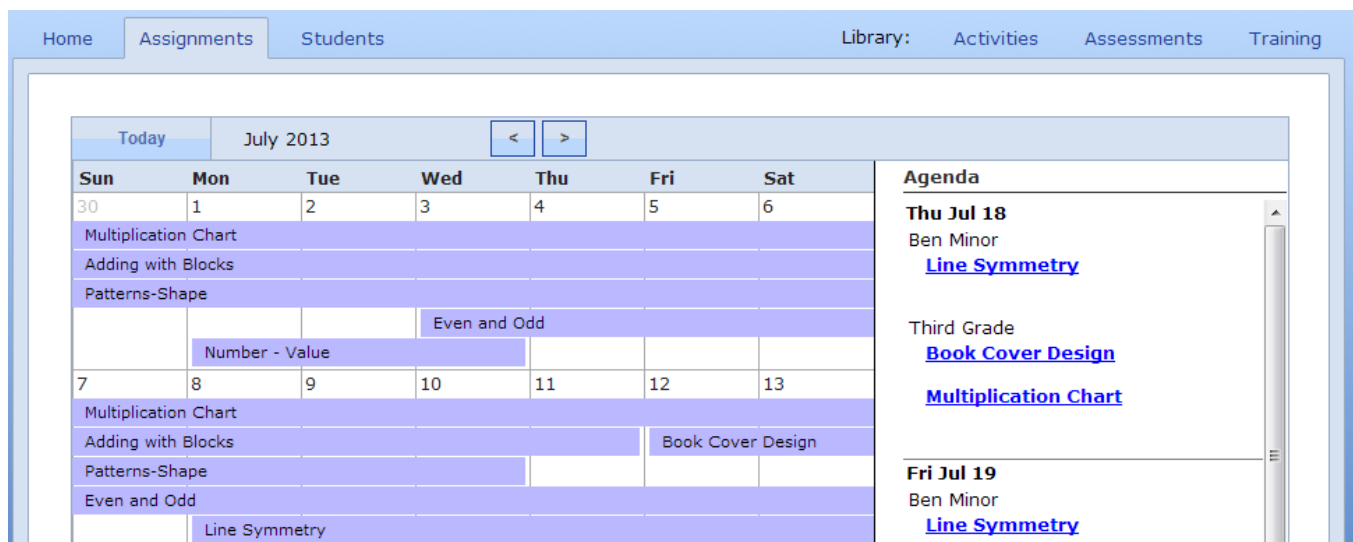 Home Assignments Students Library: Activities Assessments Training
Today July 2013 < >
Sun Mon Tue Wed Thu Fri Sat
30 1 2 3 4 5 6
Multiplication Chart
Adding with Blocks
Patterns-Shape
Even and Odd
Number - Value
7 8 9 10 11 12 13
Multiplication Chart
Adding with Blocks Book Cover Design
Patterns-Shape
Even and Odd
Line Symmetry
Agenda
Thu Jul 18
Ben Minor
Line Symmetry
Third Grade
Book Cover Design
Multiplication Chart
Fri Jul 19
Ben Minor
Line Symmetry